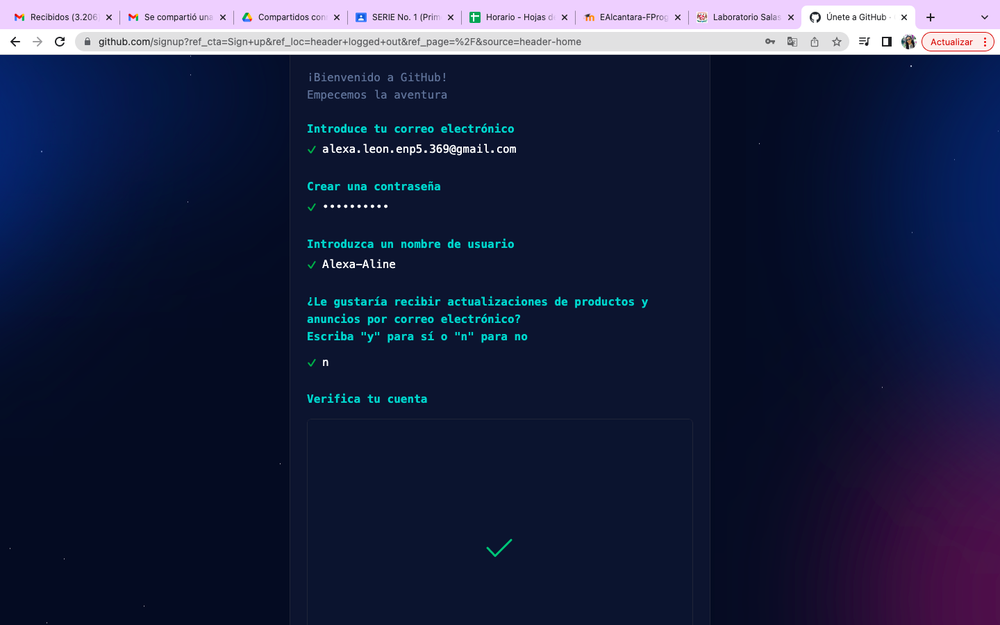 Recibidos (3.206)
Se compartió una
Compartidos con
SERIE No. 1 (Prim
Horario - Hojas de
EAlcantara-FProg
Laboratorio Salas
Únete a GitHub ·
github.com/signup?ref_cta=Sign+up&ref_loc=header+logged+out&ref_page=%2F&source=header-home
Actualizar
¡Bienvenido a GitHub!
Empecemos la aventura
Introduce tu correo electrónico
alexa.leon.enp5.369@gmail.com
Crear una contraseña
••••••••••
Introduzca un nombre de usuario
Alexa-Aline
¿Le gustaría recibir actualizaciones de productos y
anuncios por correo electrónico?
Escriba "y" para sí o "n" para no
n
Verifica tu cuenta